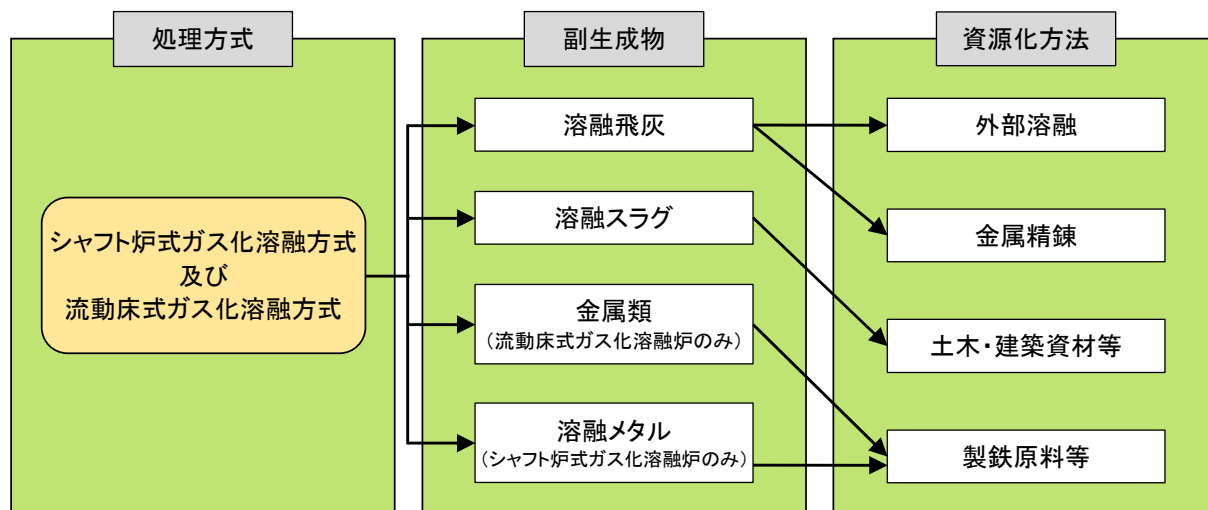 処理方式
副生成物
資源化方法
シャフト炉式ガス化溶融方式
及び
流動床式ガス化溶融方式
溶融飛灰
溶融スラグ
金属類
（流動床式ガス化溶融炉のみ）
溶融メタル
（シャフト炉式ガス化溶融炉のみ）
外部溶融
金属精錬
土木・建築資材等
製鉄原料等